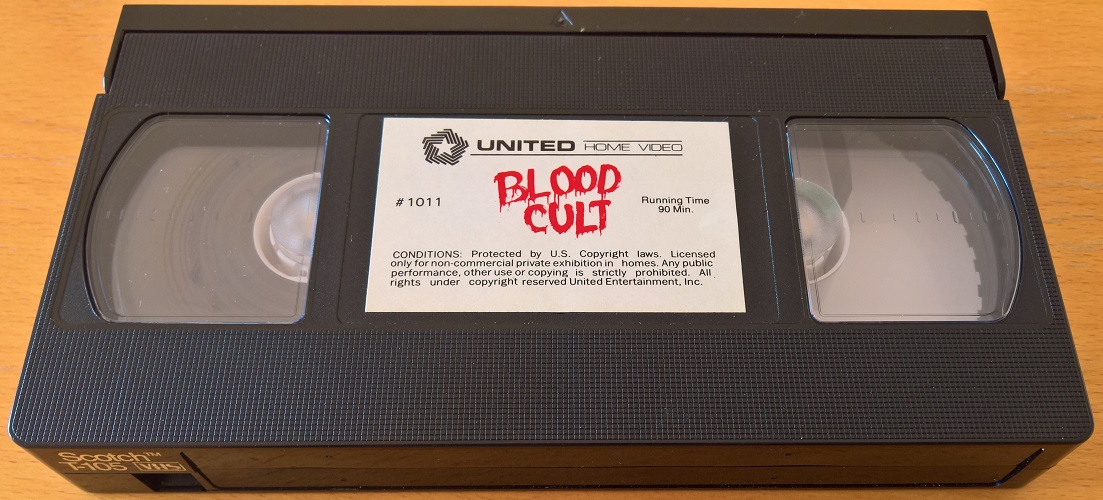 UNITED HOME VIDEO
BLOOD
CULT
#1011
Running Time
90 Min.
CONDITIONS: Protected by U.S. Copyright laws. Licensed
only for non-commercial private exhibition in homes. Any public
performance, other use or copying is strictly prohibited. All
rights under copyright reserved United Entertainment, Inc.
Scotch™
T-105 VHS